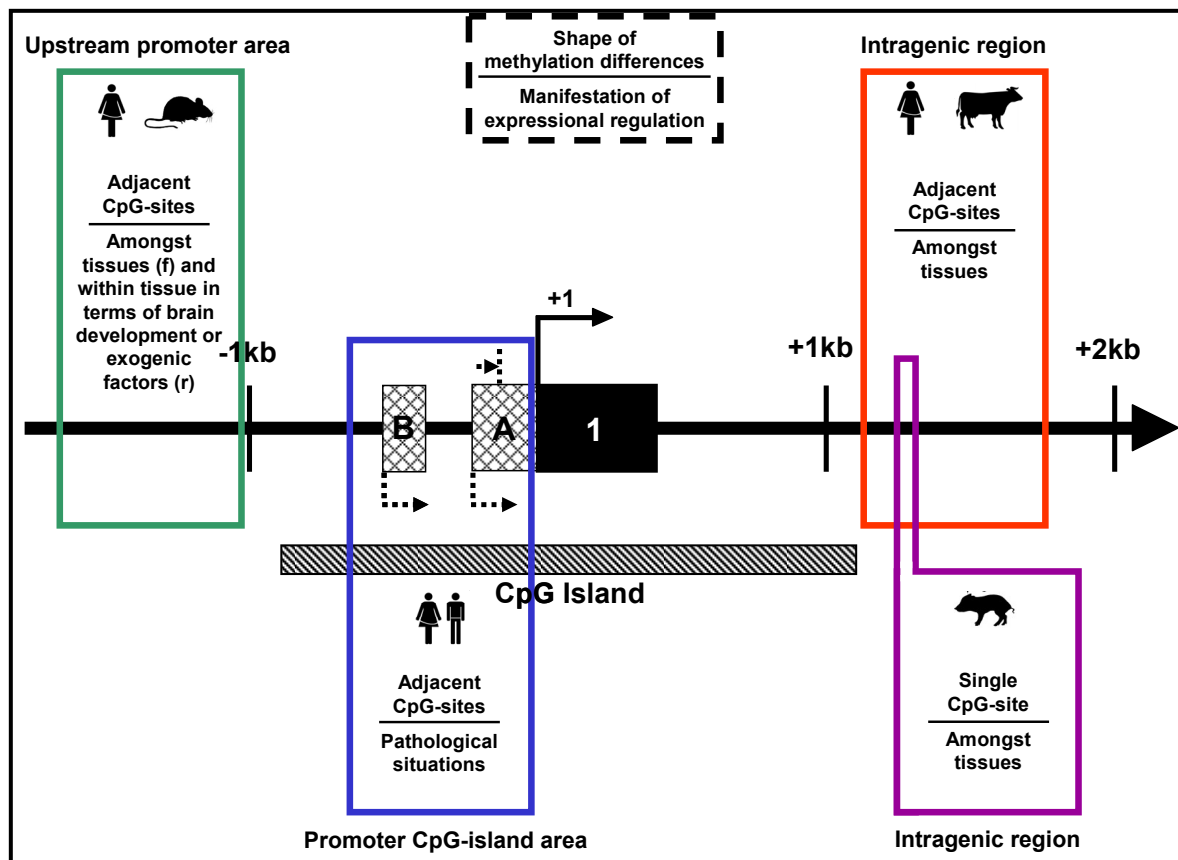 Upstream promoter area
Shape of
methylation differences
Manifestation of
expressional regulation
Intragenic region
Adjacent
CpG-sites
Amongst
tissues (f) and
within tissue in
terms of brain
development or
exogenic
factors (r)
Adjacent
CpG-sites
Amongst
tissues
-1kb
+1
+1kb
+2kb
B
A
1
CpG Island
Adjacent
CpG-sites
Pathological
situations
Single
CpG-site
Amongst
tissues
Promoter CpG-island area
Intragenic region